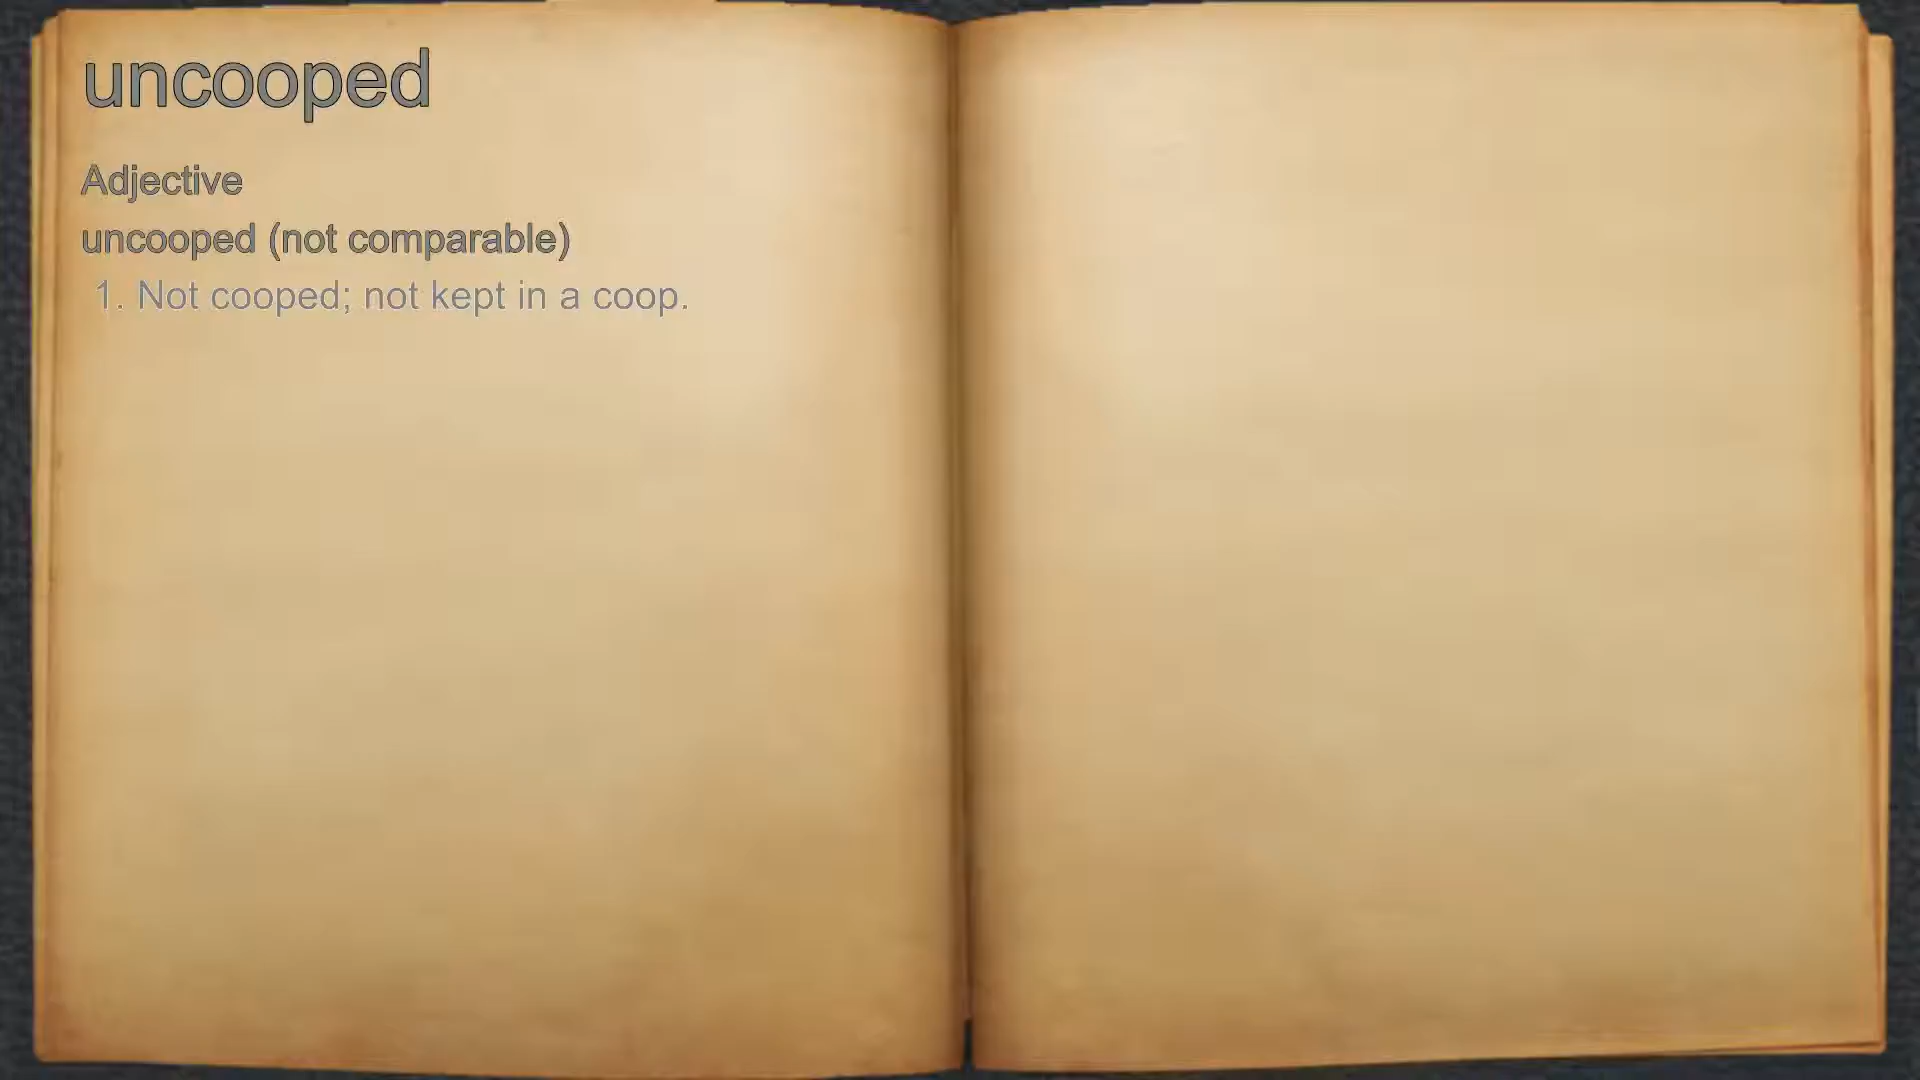 uncooped
Adjective
uncooped (not comparable)
1. Not cooped; not kept in a coop.